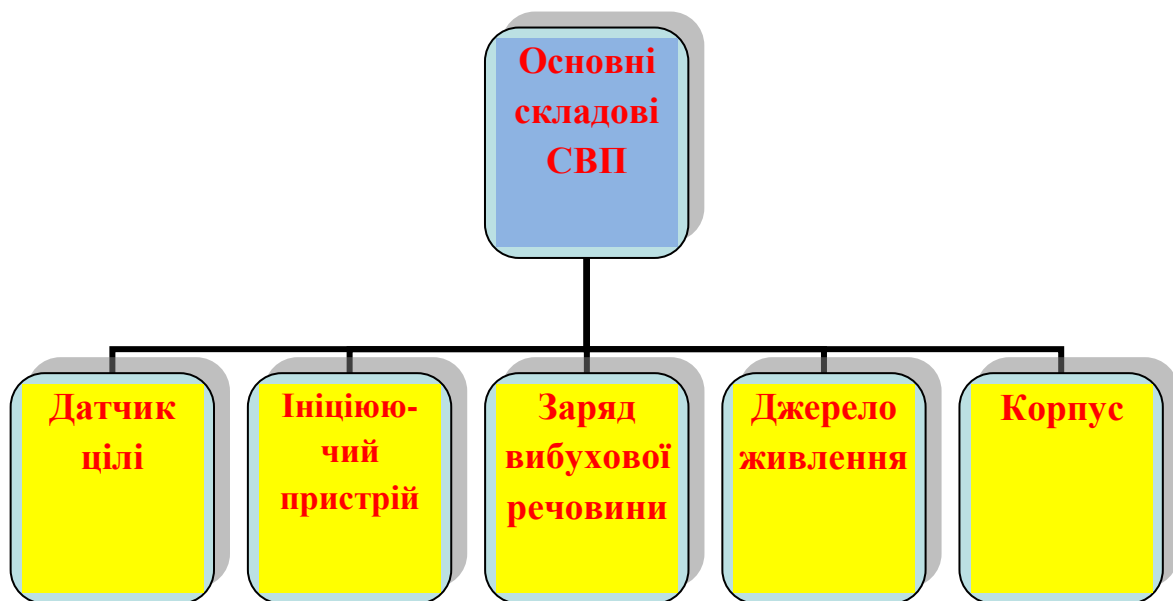 Основні
складові
СВП
Датчик
цілі
Ініціюю-
чий
пристрій
Заряд
вибухової
речовини
Джерело
живлення
Корпус